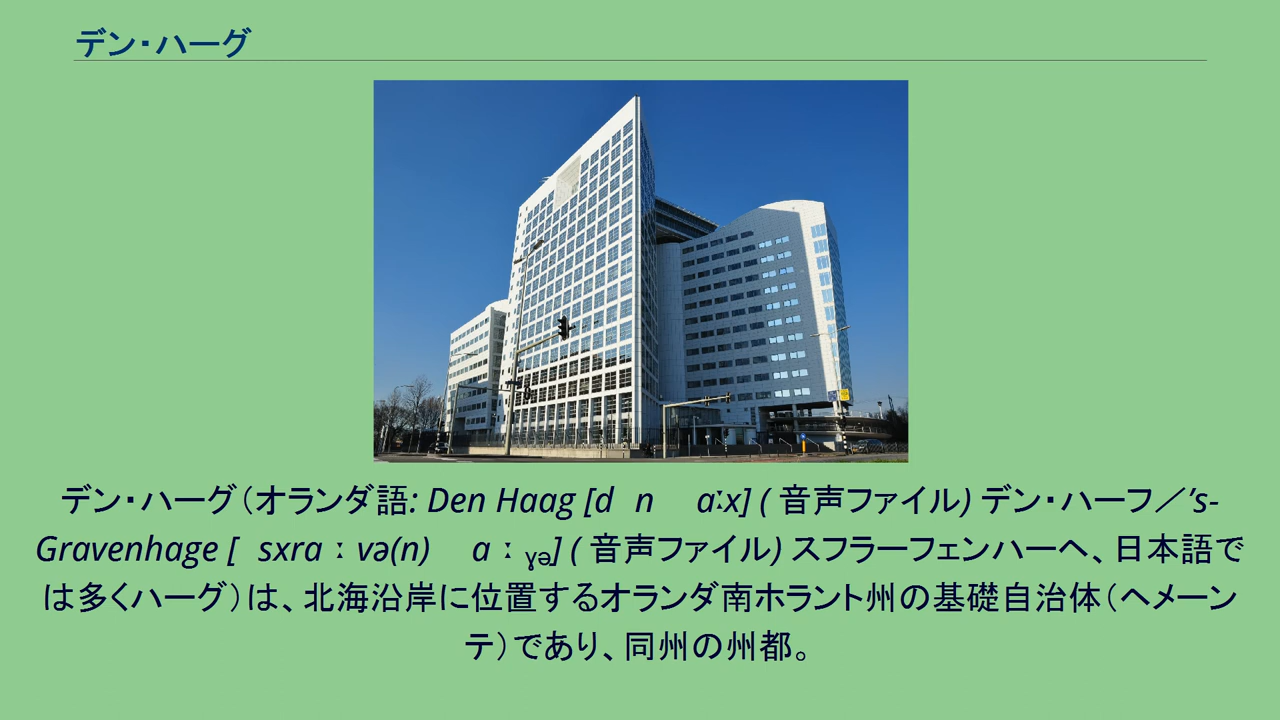 デン・ハーグ
デン・ハーグ（オランダ語: Den Haag [d n aːx] ( 音声ファイル) デン・ハーフ／’s-
Gravenhage [ sxraːvə(n) aːɣə] ( 音声ファイル) スフラーフェンハーヘ、日本語で
は多くハーグ）は、北海沿岸に位置するオランダ南ホラント州の基礎自治体（ヘメーン
テ）であり、同州の州都。